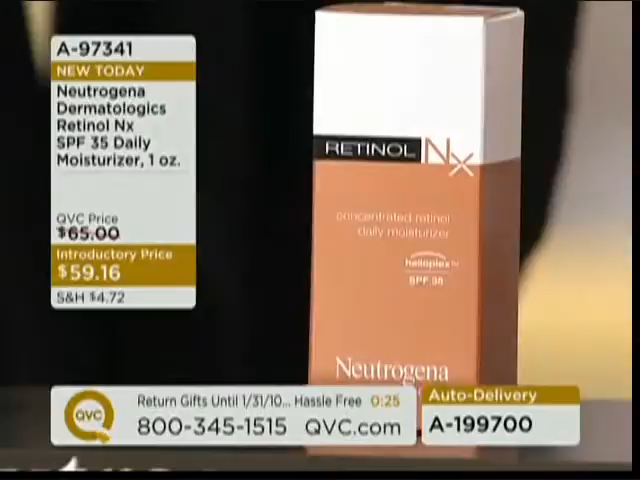 A-97341
NEW TODAY
Neutrogena
Dermatologics
Retinol Nx
SPF 35 Daily
Moisturizer, 1 oz.
QVC Price
$65.00
Introductory Price
$59.16
S&H $4.72
RETINOL Nx
concentrated retinol
daily moisturizer
helioplex™
SPF
Neutrogena
QVC
Return Gifts Until 1/31/10... Hassle Free 0:25
800-345-1515 QVC.com
Auto-Delivery
A-199700